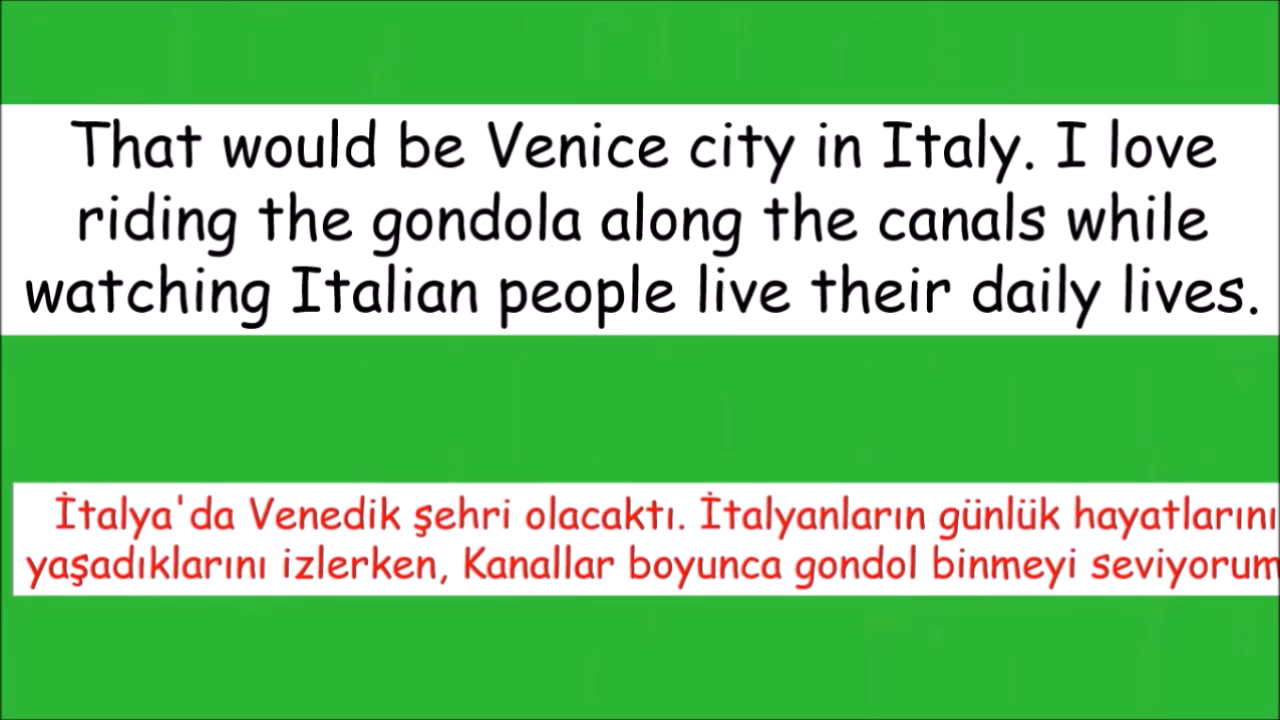 That would be Venice city in Italy. I love
riding the gondola along the canals while
watching Italian people live their daily lives.
İtalya'da Venedik şehri olacaktı. İtalyanların günlük hayatlarını
yaşadıklarını izlerken, Kanallar boyunca gondol binmeyi seviyorum